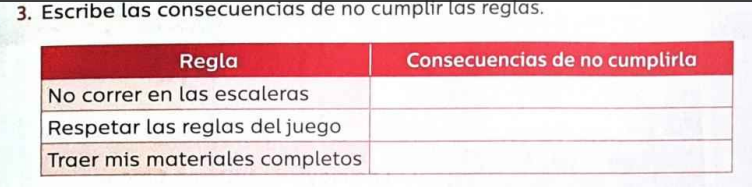 3. Escribe las consecuencias de no cumplir las reglas.
Regla Consecuencias de no cumplirla
No correr en las escaleras
Respetar las reglas del juego
Traer mis materiales completos